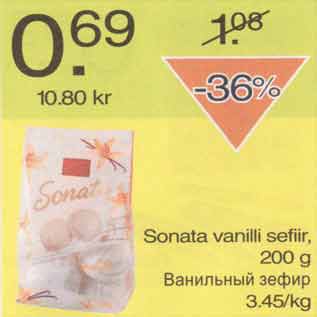 0.69
1.08
10.80 kr
-36%
Sonata
Sonata vanilli sefiir,
200 g
Ванильный зефир
3.45/kg